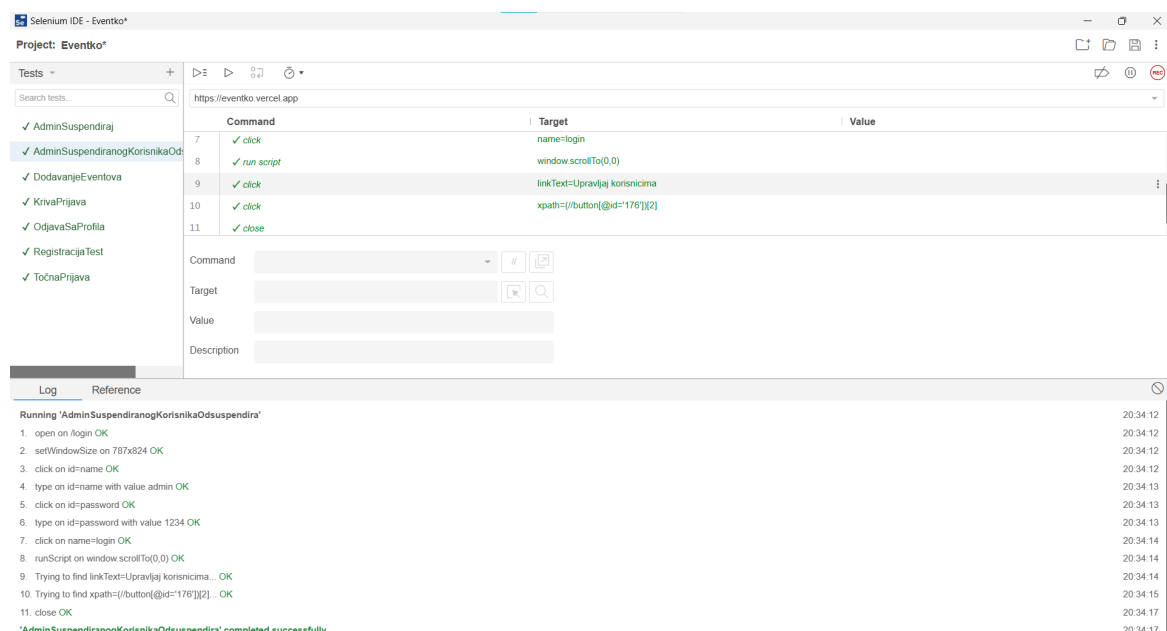 Selenium IDE - Eventko*
Project: Eventko*
Tests
Search tests...
✓ AdminSuspendiraj
✓ AdminSuspendiranogKorisnikaOds
✓ DodavanjeEventova
✓ KrivaPrijava
✓ OdjavaSaProfila
✓ RegistracijaTest
✓ TočnaPrijava
REC
https://eventko.vercel.app
Command Target Value
7 ✓ click name=login
8 ✓ run script window.scrollTo(0,0)
9 ✓ click linkText=Upravljaj korisnicima
10 ✓ click xpath=(//button[@id='176'])[2]
11 ✓ close
Command //
Target
Value
Description
Log Reference
Running 'AdminSuspendiranogKorisnikaOdsuspendira' 20:34:12
1. open on /login OK 20:34:12
2. setWindowSize on 787x824 OK 20:34:12
3. click on id=name OK 20:34:12
4. type on id=name with value admin OK 20:34:13
5. click on id=password OK 20:34:13
6. type on id=password with value 1234 OK 20:34:13
7. click on name=login OK 20:34:14
8. runScript on window.scrollTo(0,0) OK 20:34:14
9. Trying to find linkText=Upravljaj korisnicima... OK 20:34:14
10. Trying to find xpath=(//button[@id='176'])[2]... OK 20:34:15
11. close OK 20:34:17
'AdminSuspendiranogKorisnikaOdsuspendira' completed successfully 20:34:17